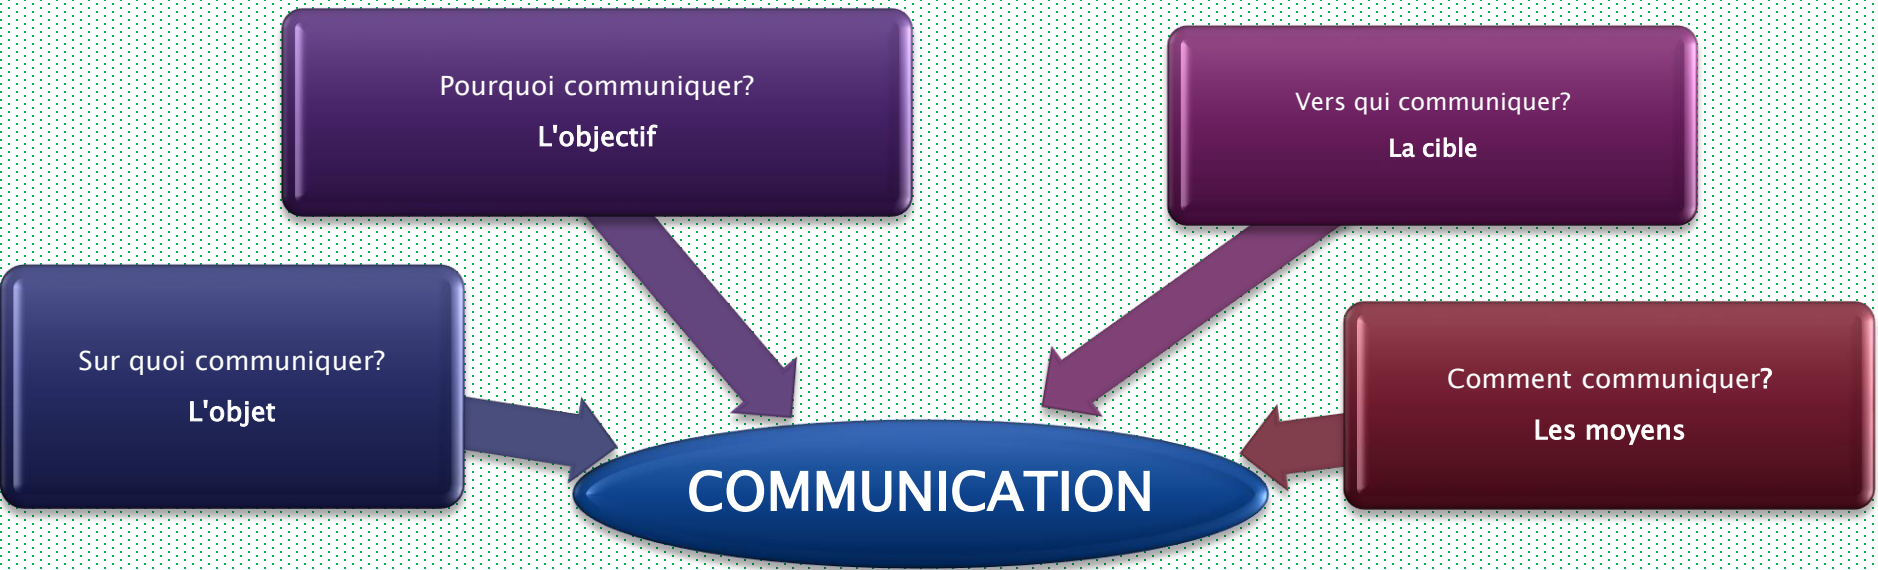 Pourquoi communiquer?
L'objectif
Vers qui communiquer?
La cible
Sur quoi communiquer?
L'objet
Comment communiquer?
Les moyens
COMMUNICATION